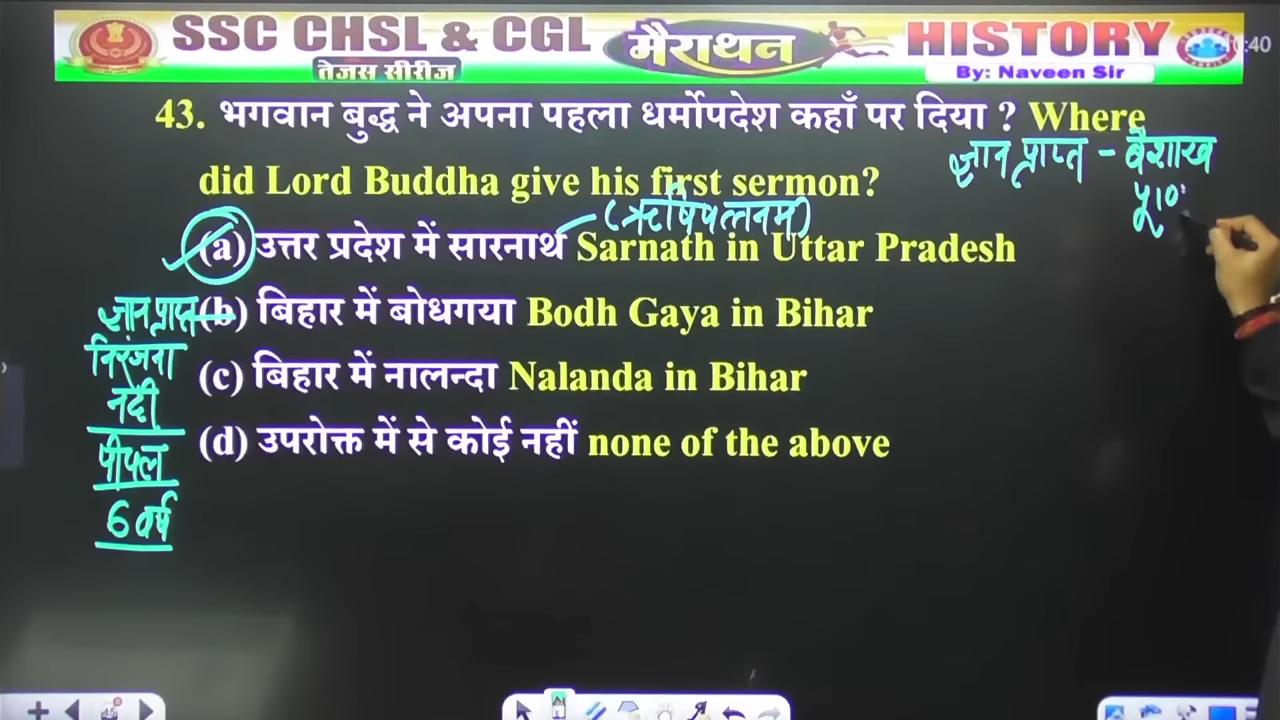 SSC CHSL & CGL मैराथन HISTORY
तेजस सीरीज By: Naveen Sir
43. भगवान बुद्ध ने अपना पहला धर्मोपदेश कहाँ पर दिया ? Where
ज्ञान प्राप्त - बैशाख
did Lord Buddha give his first sermon?
(ऋषिपत्तनम)
(a) उत्तर प्रदेश में सारनाथ Sarnath in Uttar Pradesh
ज्ञान प्राप्त (b) बिहार में बोधगया Bodh Gaya in Bihar
निरंजना
(c) बिहार में नालन्दा Nalanda in Bihar
नदी
(d) उपरोक्त में से कोई नहीं none of the above
पीपल
6 वर्ष